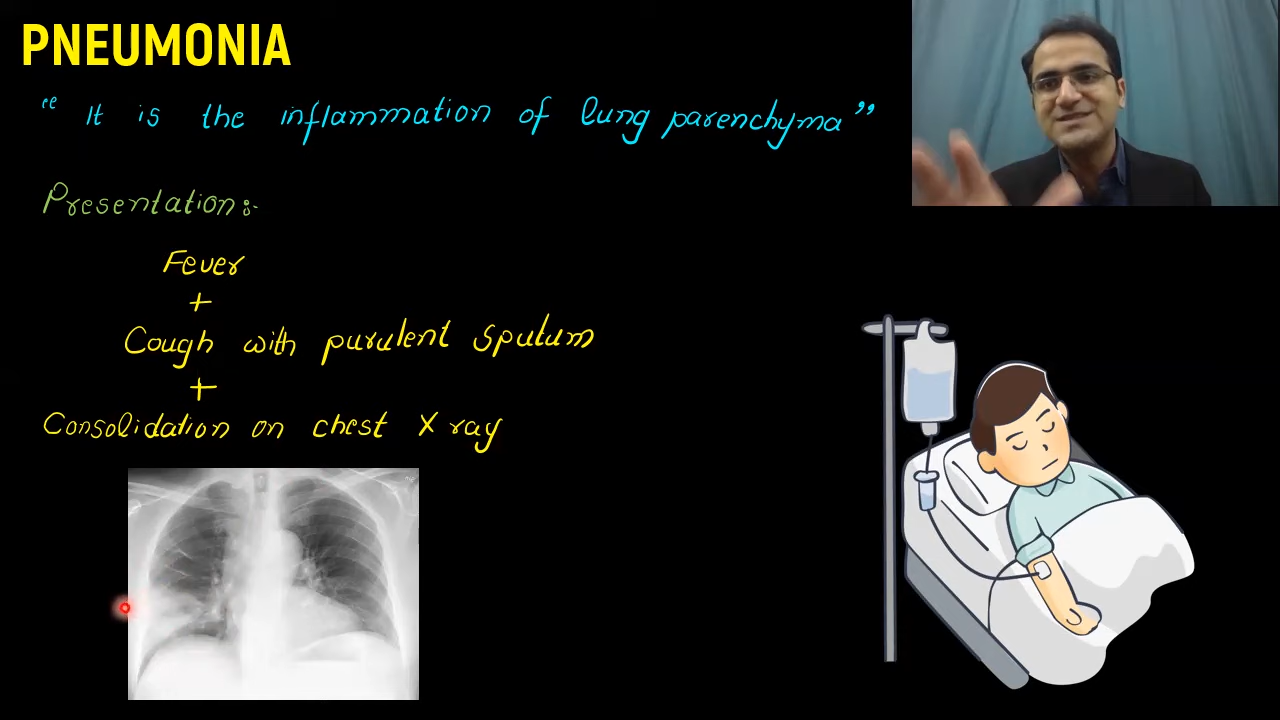 PNEUMONIA
“ It is the inflammation of lung parenchyma ”
Presentation:-
Fever
+
Cough with purulent sputum
+
Consolidation on chest X ray